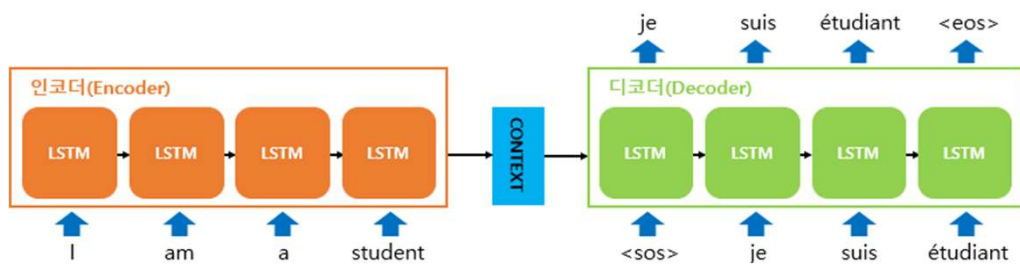 je suis étudiant <eos>
인코더(Encoder)
디코더(Decoder)
LSTM LSTM LSTM LSTM
CONTEXT
LSTM LSTM LSTM LSTM
I am a student
<sos> je suis étudiant